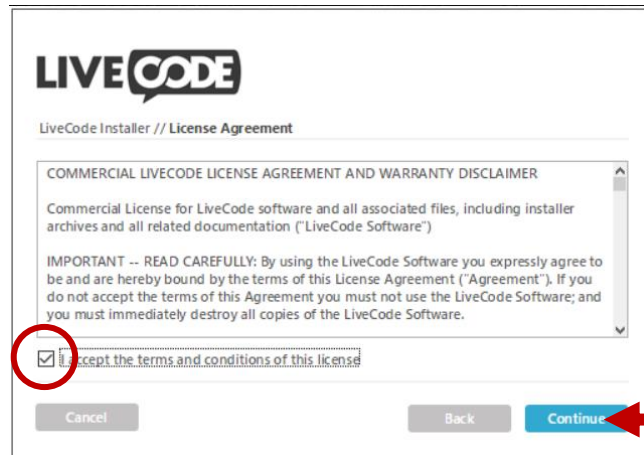 LIVECODE
LiveCode Installer // License Agreement
COMMERCIAL LIVECODE LICENSE AGREEMENT AND WARRANTY DISCLAIMER
Commercial License for LiveCode software and all associated files, including installer
archives and all related documentation ("LiveCode Software")
IMPORTANT -- READ CAREFULLY: By using the LiveCode Software you expressly agree to
be and are hereby bound by the terms of this License Agreement ("Agreement"). If you
do not accept the terms of this Agreement you must not use the LiveCode Software; and
you must immediately destroy all copies of the LiveCode Software.
I accept the terms and conditions of this license
Cancel
Back
Continue